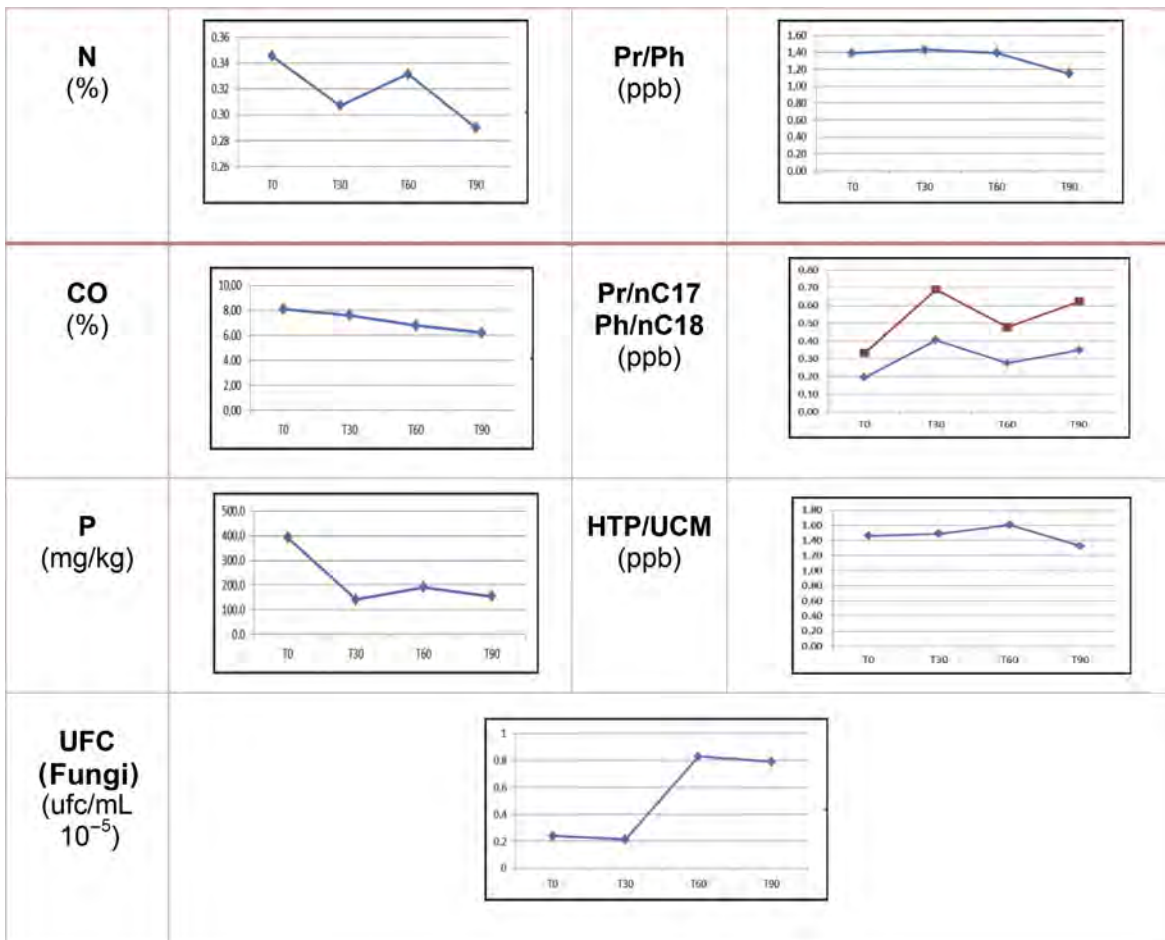 N
(%)
0.36
0.34
0.32
0.30
0.28
0.26
T0 T30 T60 T90
Pr/Ph
(ppb)
1.60
1,40
1.20
1.00
0.80
0.60
0.40
0.20
0.00
T0 T30 T60 T90
CO
(%)
10,00
8.00
6.00
4.00
2.00
0,00
T0 T30 T60 T90
Pr/nC17
Ph/nC18
(ppb)
0.80
0.70
0.60
0.50
0.40
0.30
0.20
0.10
0.00
T0 T30 T60 T90
P
(mg/kg)
500.0
400.0
300.0
200.0
100.0
0.0
T0 T30 T60 T90
HTP/UCM
(ppb)
1.80
1.60
1.40
1.20
1,00
0.80
0.60
0.40
0.20
0.00
T0 T30 T60 T90
UFC
(Fungi)
(ufc/mL
10⁻⁵)
1
0.8
0.6
0.4
0.2
0
T0 T30 T60 T90